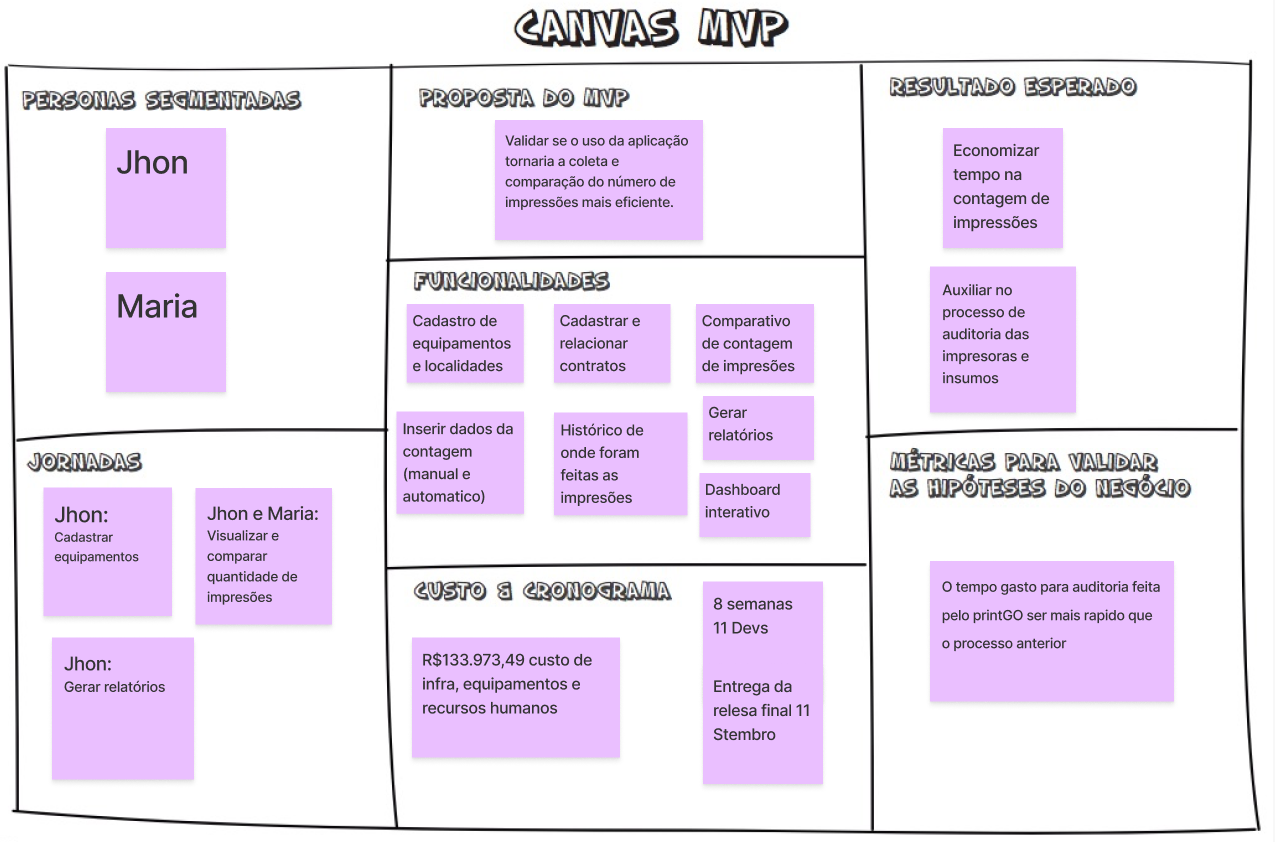 CANVAS MVP
PERSONAS SEGMENTADAS
Jhon
Maria
PROPOSTA DO MVP
Validar se o uso da aplicação
tornaria a coleta e
comparação do número de
impressões mais eficiente.
RESULTADO ESPERADO
Economizar
tempo na
contagem de
impressões
Auxiliar no
processo de
auditoria das
impresoras e
insumos
FUNCIONALIDADES
Cadastro de
equipamentos
e localidades
Cadastrar e
relacionar
contratos
Comparativo
de contagem
de impresões
Inserir dados da
contagem
(manual e
automatico)
Histórico de
onde foram
feitas as
impresões
Gerar
relatórios
Dashboard
interativo
JORNADAS
Jhon:
Cadastrar
equipamentos
Jhon e Maria:
Visualizar e
comparar
quantidade de
impresões
Jhon:
Gerar relatórios
CUSTO & CRONOGRAMA
R$133.973,49 custo de
infra, equipamentos e
recursos humanos
8 semanas
11 Devs
Entrega da
relesa final 11
Stembro
MÉTRICAS PARA VALIDAR
AS HIPÓTESES DO NEGÓCIO
O tempo gasto para auditoria feita
pelo printGO ser mais rapido que
o processo anterior